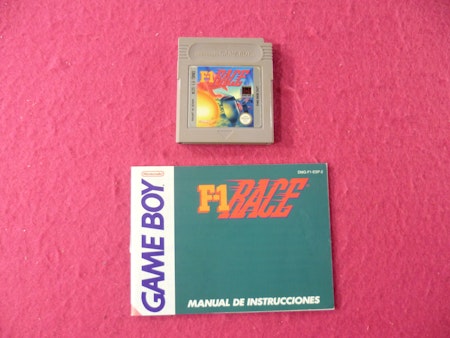 F-1 RACE
Nintendo
GAME BOY
DMG-F1-ESP-2
F-1 RACE
MANUAL DE INSTRUCCIONES